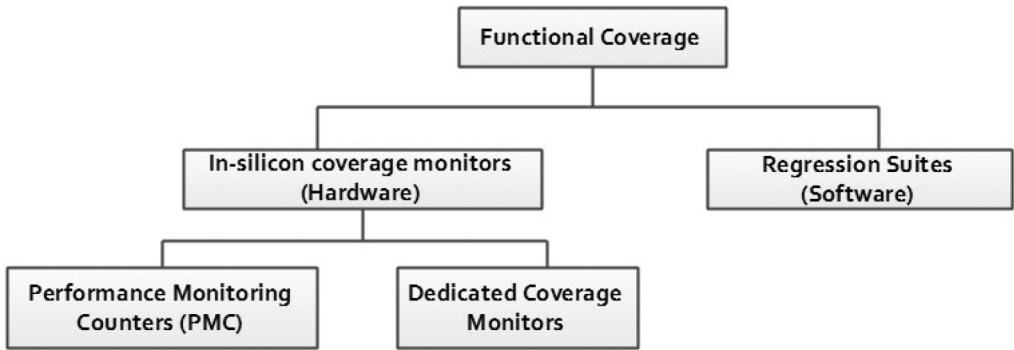 Functional Coverage
In-silicon coverage monitors
(Hardware)
Regression Suites
(Software)
Performance Monitoring
Counters (PMC)
Dedicated Coverage
Monitors